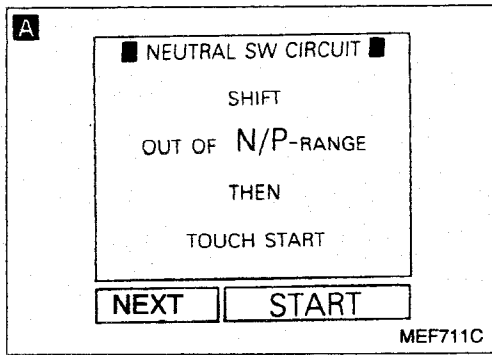 A
NEUTRAL SW CIRCUIT
SHIFT
OUT OF N/P-RANGE
THEN
TOUCH START
NEXT START
MEF711C